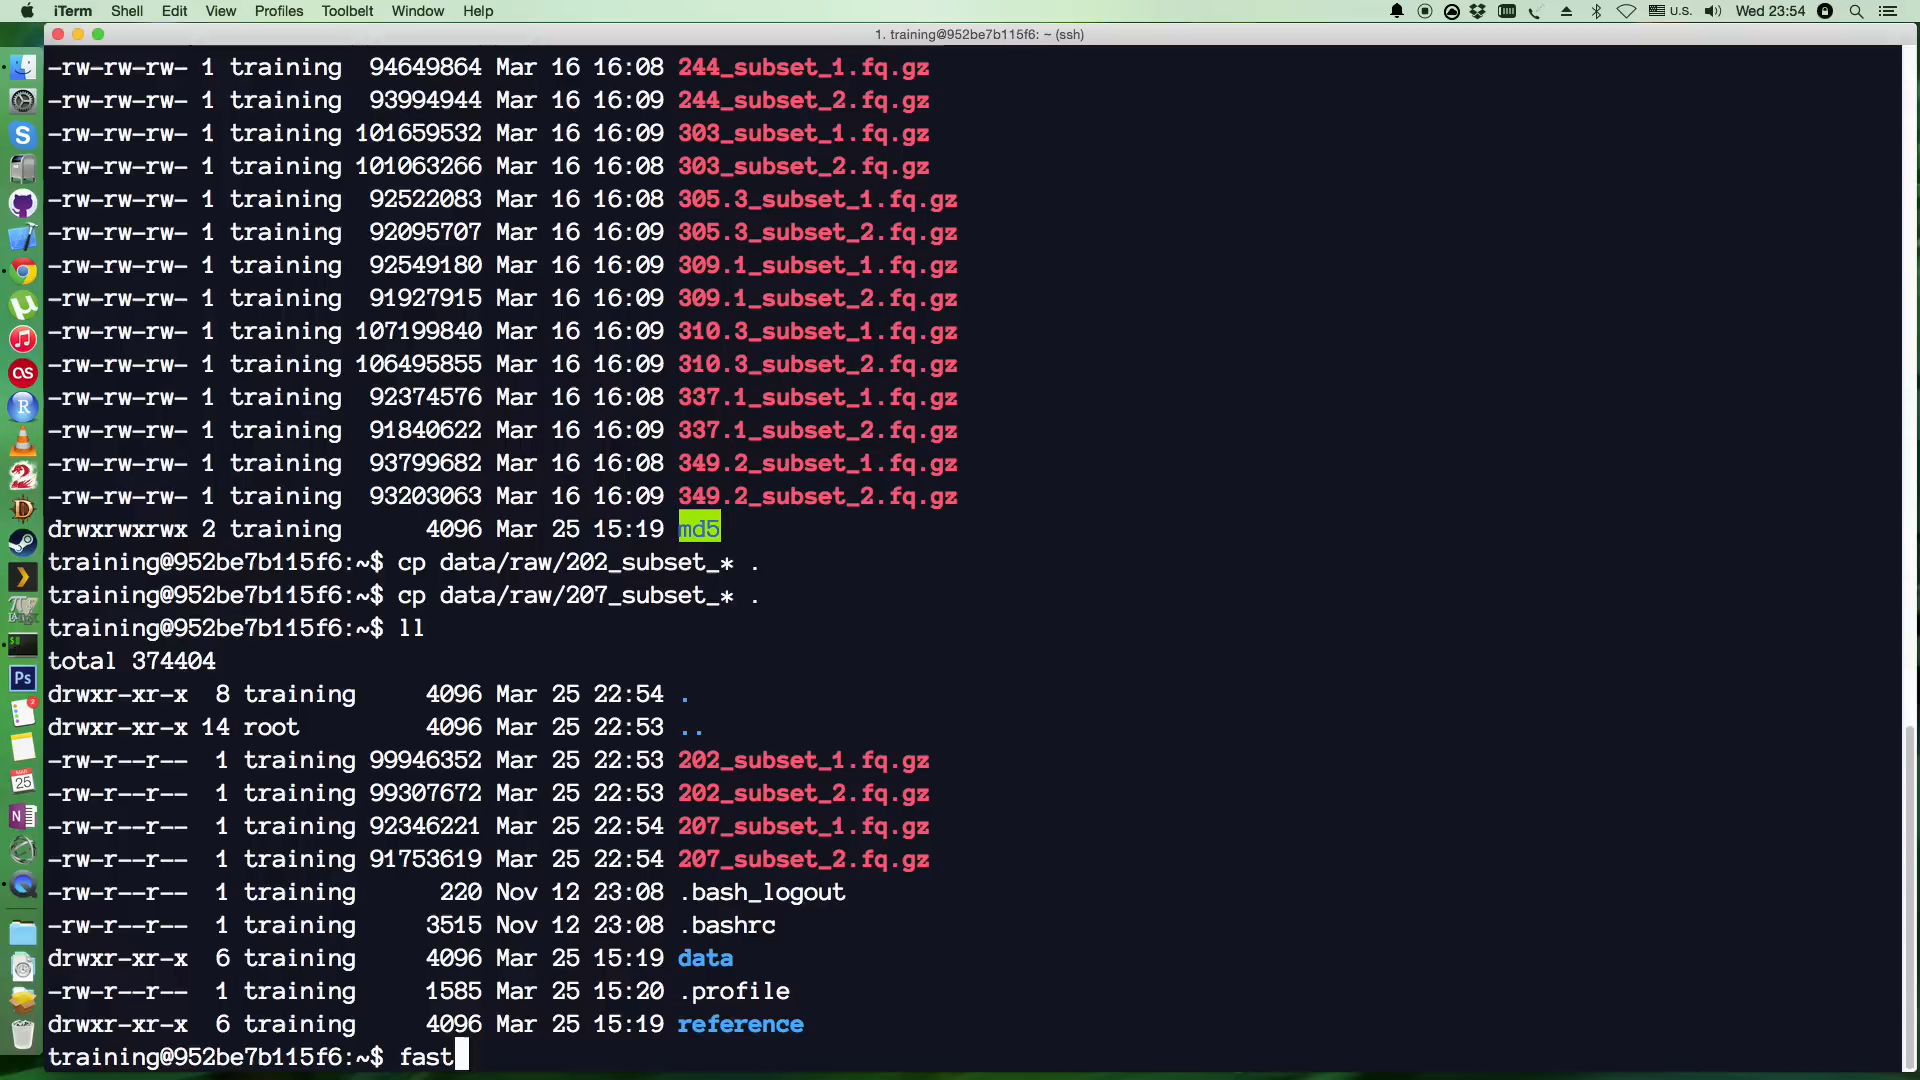 iTerm Shell Edit View Profiles Toolbelt Window Help U.S. Wed 23:54
1. training@952be7b115f6: ~ (ssh)
-rw-rw-rw- 1 training  94649864 Mar 16 16:08 244_subset_1.fq.gz
-rw-rw-rw- 1 training  93994944 Mar 16 16:09 244_subset_2.fq.gz
-rw-rw-rw- 1 training 101659532 Mar 16 16:09 303_subset_1.fq.gz
-rw-rw-rw- 1 training 101063266 Mar 16 16:08 303_subset_2.fq.gz
-rw-rw-rw- 1 training  92522083 Mar 16 16:08 305.3_subset_1.fq.gz
-rw-rw-rw- 1 training  92095707 Mar 16 16:09 305.3_subset_2.fq.gz
-rw-rw-rw- 1 training  92549180 Mar 16 16:09 309.1_subset_1.fq.gz
-rw-rw-rw- 1 training  91927915 Mar 16 16:09 309.1_subset_2.fq.gz
-rw-rw-rw- 1 training 107199840 Mar 16 16:09 310.3_subset_1.fq.gz
-rw-rw-rw- 1 training 106495855 Mar 16 16:09 310.3_subset_2.fq.gz
-rw-rw-rw- 1 training  92374576 Mar 16 16:08 337.1_subset_1.fq.gz
-rw-rw-rw- 1 training  91840622 Mar 16 16:09 337.1_subset_2.fq.gz
-rw-rw-rw- 1 training  93799682 Mar 16 16:08 349.2_subset_1.fq.gz
-rw-rw-rw- 1 training  93203063 Mar 16 16:09 349.2_subset_2.fq.gz
drwxrwxrwx 2 training      4096 Mar 25 15:19 md5
training@952be7b115f6:~$ cp data/raw/202_subset_* .
training@952be7b115f6:~$ cp data/raw/207_subset_* .
training@952be7b115f6:~$ ll
total 374404
drwxr-xr-x  8 training     4096 Mar 25 22:54 .
drwxr-xr-x 14 root         4096 Mar 25 22:53 ..
-rw-r--r--  1 training 99946352 Mar 25 22:53 202_subset_1.fq.gz
-rw-r--r--  1 training 99307672 Mar 25 22:53 202_subset_2.fq.gz
-rw-r--r--  1 training 92346221 Mar 25 22:54 207_subset_1.fq.gz
-rw-r--r--  1 training 91753619 Mar 25 22:54 207_subset_2.fq.gz
-rw-r--r--  1 training      220 Nov 12 23:08 .bash_logout
-rw-r--r--  1 training     3515 Nov 12 23:08 .bashrc
drwxr-xr-x  6 training     4096 Mar 25 15:19 data
-rw-r--r--  1 training     1585 Mar 25 15:20 .profile
drwxr-xr-x  6 training     4096 Mar 25 15:19 reference
training@952be7b115f6:~$ fast